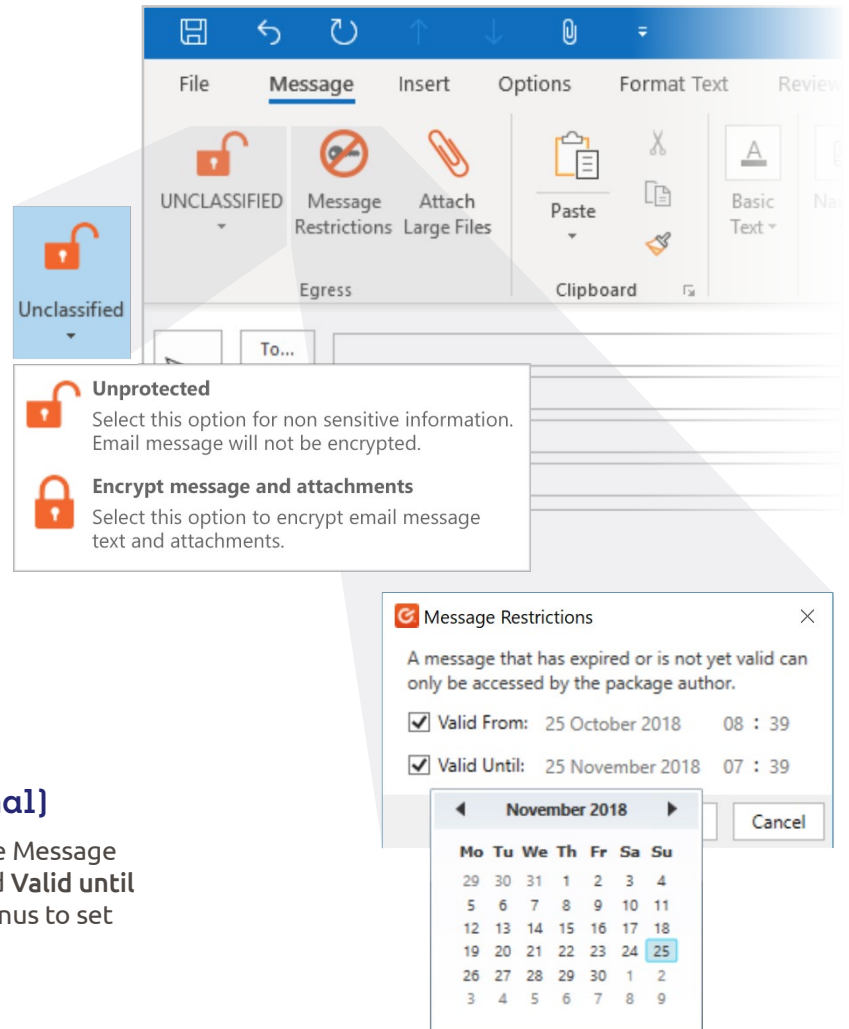 File Message Insert Options Format Text Review
UNCLASSIFIED
Message
Restrictions
Attach
Large Files
Paste
Basic
Text
Egress
Clipboard
Unclassified
To...
Unprotected
Select this option for non sensitive information.
Email message will not be encrypted.
Encrypt message and attachments
Select this option to encrypt email message
text and attachments.
Message Restrictions
A message that has expired or is not yet valid can
only be accessed by the package author.
Valid From: 25 October 2018 08 : 39
Valid Until: 25 November 2018 07 : 39
Cancel
November 2018
Mo Tu We Th Fr Sa Su
29 30 31 1 2 3 4
5 6 7 8 9 10 11
12 13 14 15 16 17 18
19 20 21 22 23 24 25
26 27 28 29 30 1 2
3 4 5 6 7 8 9
al)
e Message
Valid until
nus to set